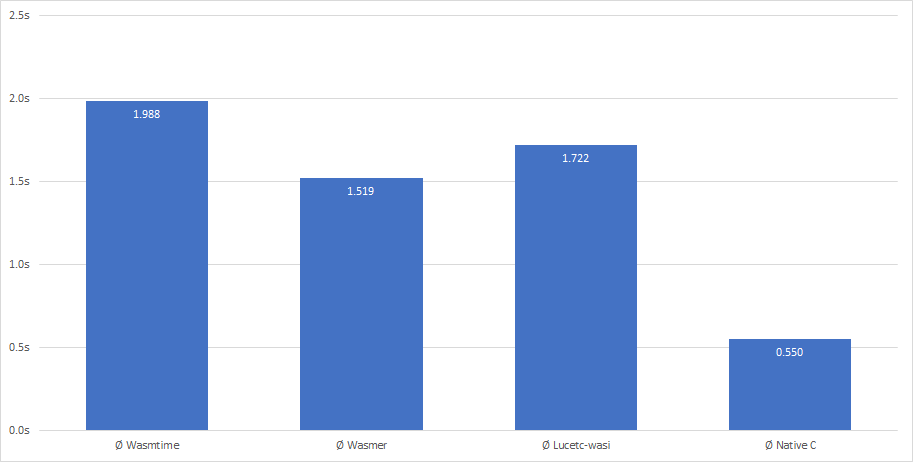 2.5s
2.0s
1.988
1.722
1.5s
1.519
1.0s
0.5s
0.550
0.0s
Ø Wasmtime
Ø Wasmer
Ø Lucetc-wasi
Ø Native C